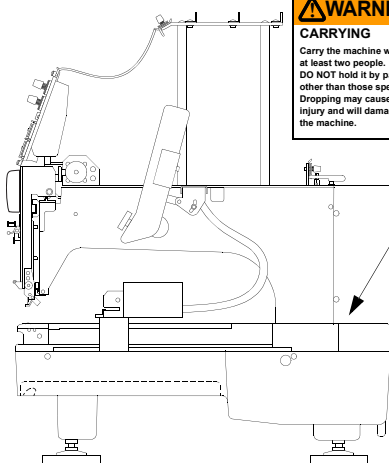 WARNI
CARRYING
Carry the machine w
at least two people.
DO NOT hold it by pa
other than those spe
Dropping may cause
injury and will dama
the machine.